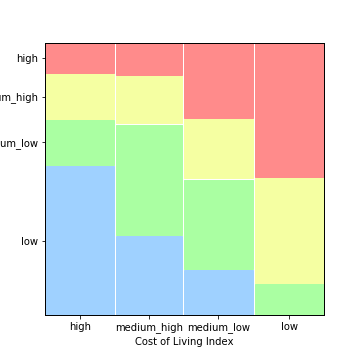 high
um_high
um_low
low
high
medium_high
medium_low
low
Cost of Living Index